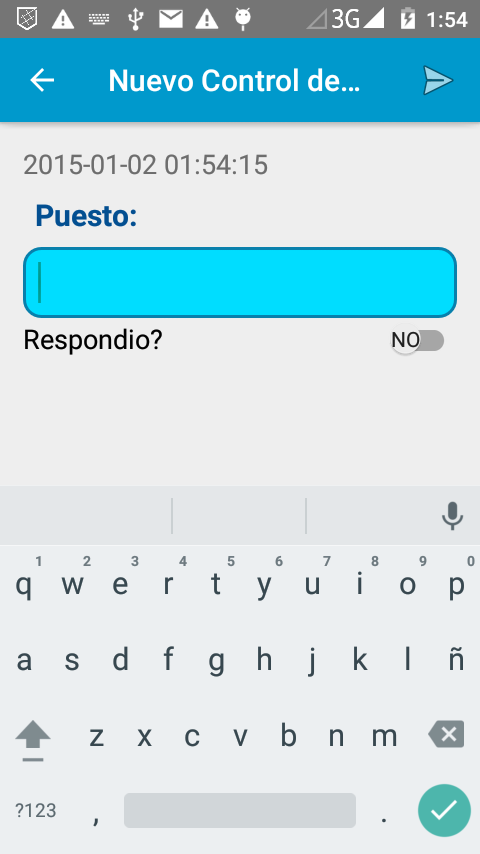 3G 1:54
Nuevo Control de...
2015-01-02 01:54:15
Puesto:
Respondio? NO
1 2 3 4 5 6 7 8 9 0
q w e r t y u i o p
a s d f g h j k l ñ
z x c v b n m
?123 , .